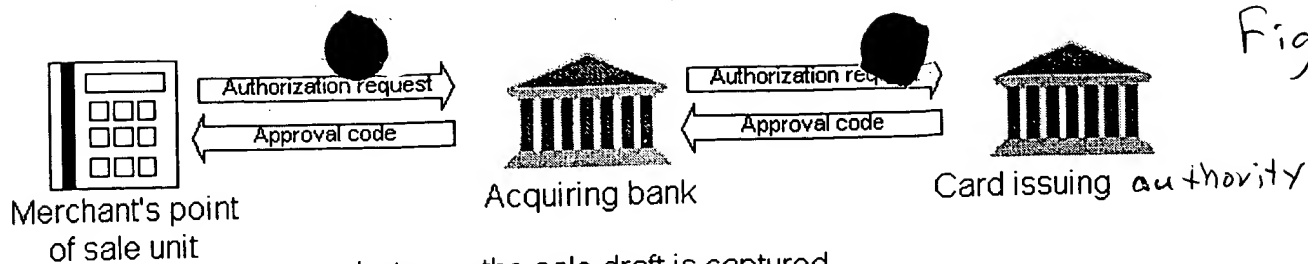 Fig
Authorization request
Approval code
Authorization req
Approval code
Merchant's point
of sale unit
Acquiring bank
Card issuing authority
the sale draft is captured